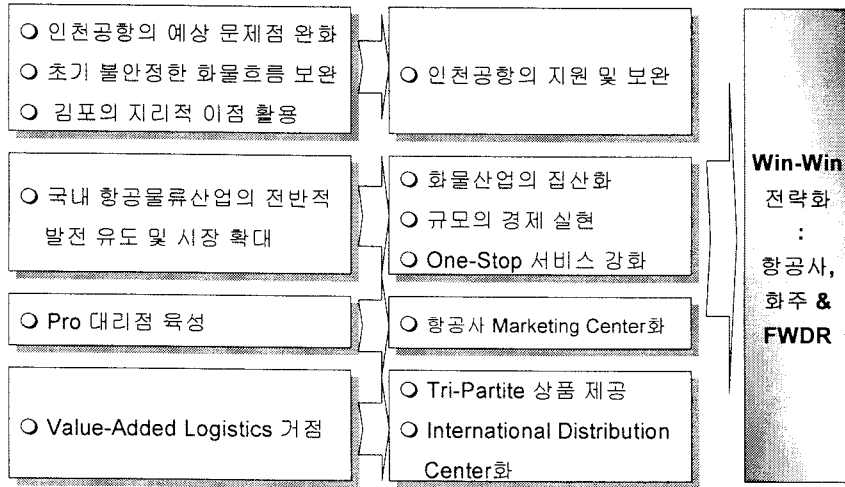 ○ 인천공항의 예상 문제점 완화
○ 초기 불안정한 화물흐름 보완
○ 김포의 지리적 이점 활용
○ 인천공항의 지원 및 보완
○ 국내 항공물류산업의 전반적
발전 유도 및 시장 확대
○ 화물산업의 집산화
○ 규모의 경제 실현
○ One-Stop 서비스 강화
○ Pro 대리점 육성
○ 항공사 Marketing Center화
○ Value-Added Logistics 거점
○ Tri-Partite 상품 제공
○ International Distribution
Center화
Win-Win
전략화
:
항공사,
화주 &
FWDR